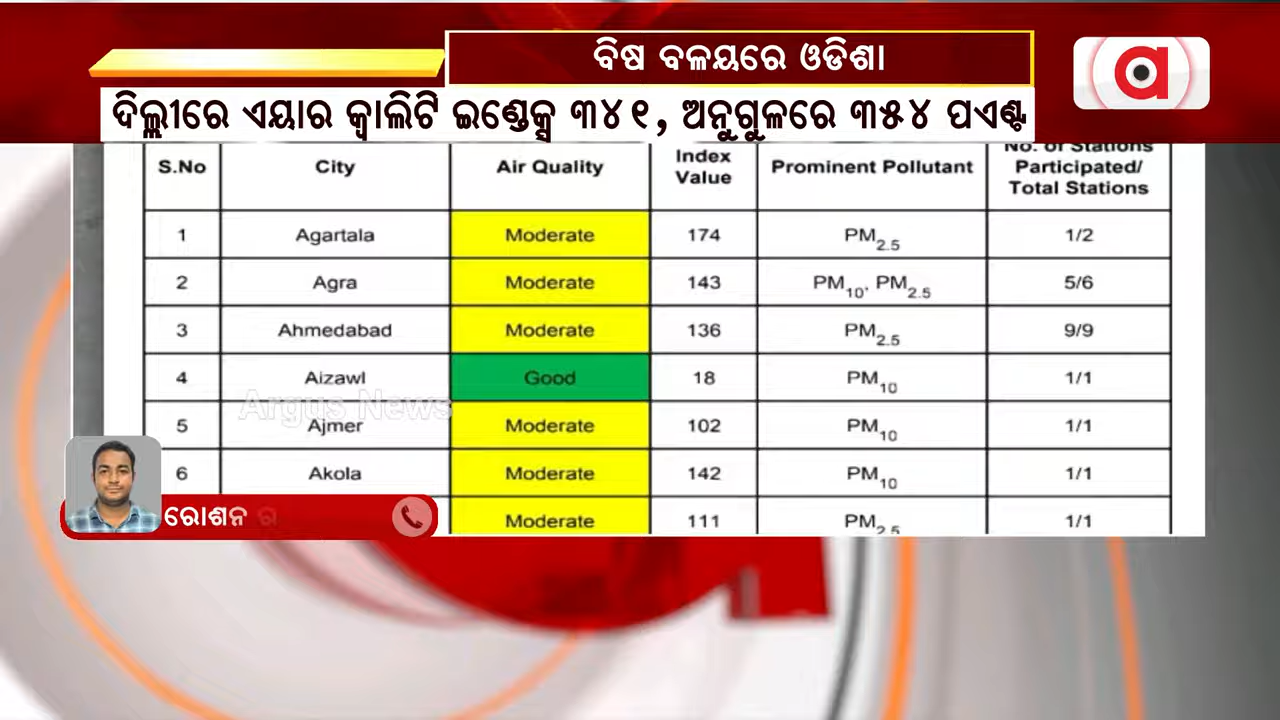 ବିଷ ବଳୟରେ ଓଡିଶା
a
ଦିଲ୍ଲୀରେ ଏୟାର କ୍ୱାଲିଟି ଇଣ୍ଡେକ୍ସ ୩୪୧, ଅନୁଗୁଳରେ ୩୫୪ ପଏଣ୍ଟ
S.No City Air Quality Index Value Prominent Pollutant No. of Stations Participated/ Total Stations
1 Agartala Moderate 174 PM2.5 1/2
2 Agra Moderate 143 PM10, PM2.5 5/6
3 Ahmedabad Moderate 136 PM2.5 9/9
4 Aizawl Good 18 PM10 1/1
Argus News
5 Ajmer Moderate 102 PM10 1/1
6 Akola Moderate 142 PM10 1/1
Moderate 111 PM2.5 1/1
ରୋଶନ